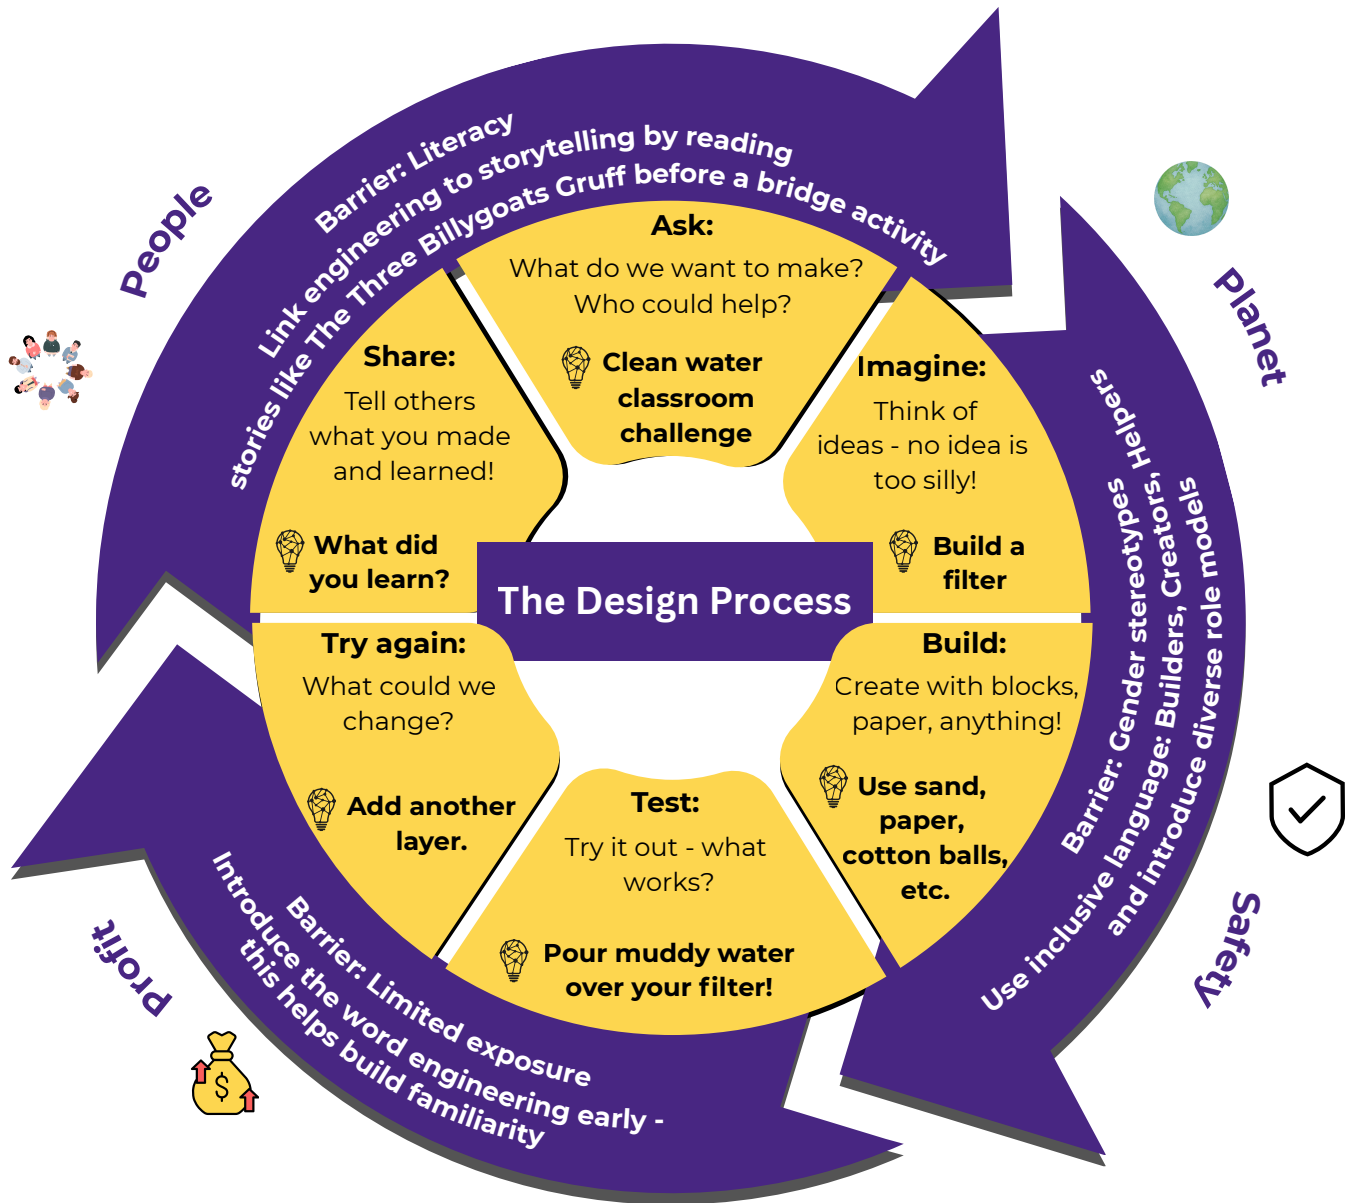 People
Barrier: Literacy
Link engineering to storytelling by reading
stories like The Three Billygoats Gruff before a bridge activity
Planet
Barrier: Gender stereotypes
Use inclusive language: Builders, Creators, Helpers
and introduce diverse role models
Safety
Barrier: Limited exposure
Introduce the word engineering early -
this helps build familiarity
Profit
$
The Design Process
Ask:
What do we want to make?
Who could help?
Clean water
classroom
challenge
Imagine:
Think of
ideas - no idea is
too silly!
Build a
filter
Build:
Create with blocks,
paper, anything!
Use sand,
paper,
cotton balls,
etc.
Test:
Try it out - what
works?
Pour muddy water
over your filter!
Try again:
What could we
change?
Add another
layer.
Share:
Tell others
what you made
and learned!
What did
you learn?